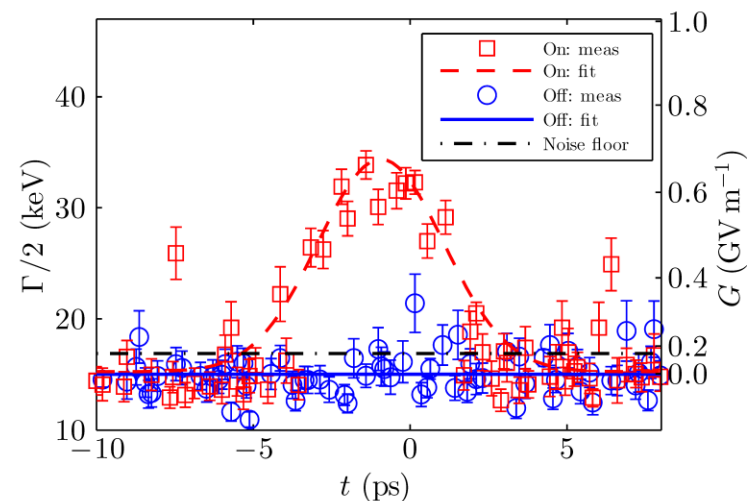 On: meas
On: fit
Off: meas
Off: fit
Noise floor
Γ/2 (keV)
10
20
30
40
−10
−5
0
5
t (ps)
1.0
0.8
0.6
0.4
0.2
0.0
G (GV m⁻¹)